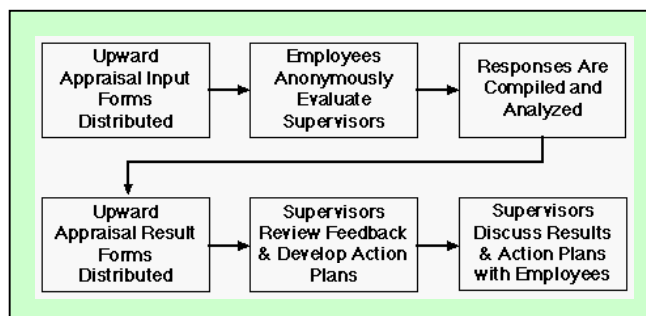 Upward
Appraisal Input
Forms
Distributed
Employees
Anonymously
Evaluate
Supervisors
Responses Are
Compiled and
Analyzed
Upward
Appraisal Result
Forms
Distributed
Supervisors
Review Feedback
& Develop Action
Plans
Supervisors
Discuss Results
& Action Plans
with Employees